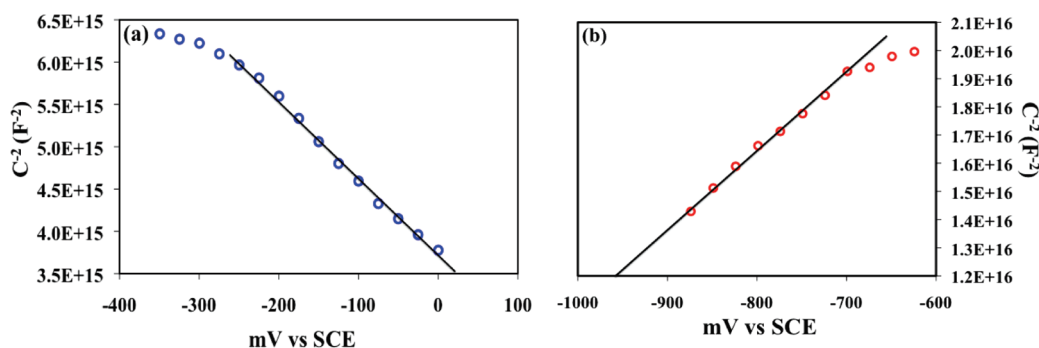 (a)
6.5E+15
6.0E+15
5.5E+15
5.0E+15
4.5E+15
4.0E+15
3.5E+15
C⁻² (F⁻²)
-400 -300 -200 -100 0 100
mV vs SCE
(b)
2.1E+16
2.0E+16
1.9E+16
1.8E+16
1.7E+16
1.6E+16
1.5E+16
1.4E+16
1.3E+16
1.2E+16
C⁻² (F⁻²)
-1000 -900 -800 -700 -600
mV vs SCE